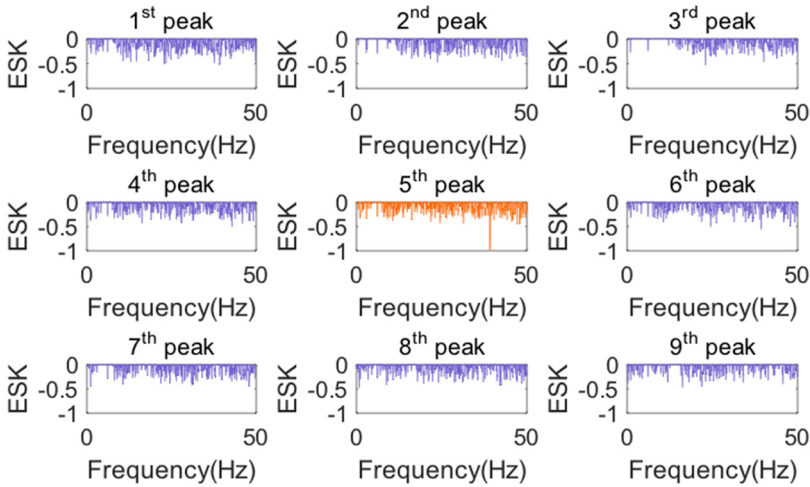 1st peak 2nd peak 3rd peak
ESK 0 -0.5 -1 ESK 0 -0.5 -1 ESK 0 -0.5 -1
0 50 0 50 0 50
Frequency(Hz) Frequency(Hz) Frequency(Hz)
4th peak 5th peak 6th peak
ESK 0 -0.5 -1 ESK 0 -0.5 -1 ESK 0 -0.5 -1
0 50 0 50 0 50
Frequency(Hz) Frequency(Hz) Frequency(Hz)
7th peak 8th peak 9th peak
ESK 0 -0.5 -1 ESK 0 -0.5 -1 ESK 0 -0.5 -1
0 50 0 50 0 50
Frequency(Hz) Frequency(Hz) Frequency(Hz)